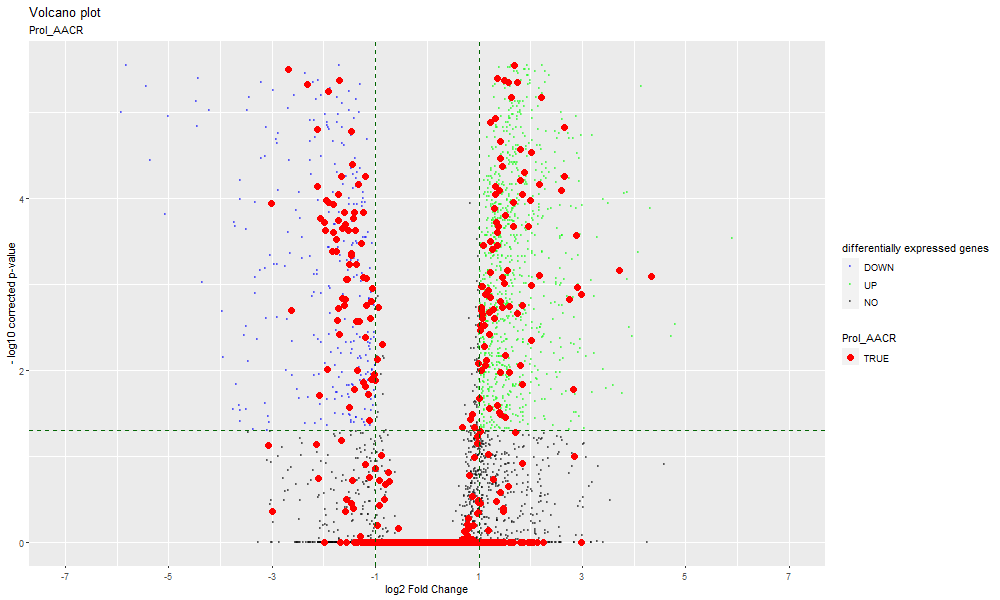 Volcano plot
Prol_AACR
- log10 corrected p-value
4
2
0
-7
-5
-3
-1
1
3
5
7
log2 Fold Change
differentially expressed genes
DOWN
UP
NO
Prol_AACR
TRUE